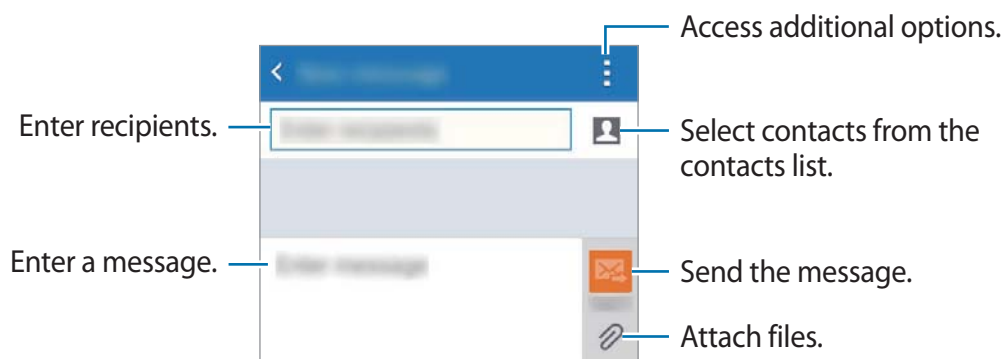 Access additional options.
Enter recipients.
Select contacts from the
contacts list.
Enter a message.
Send the message.
Attach files.